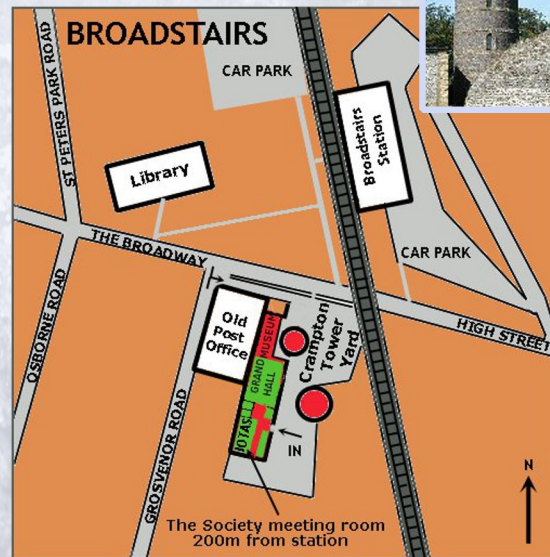 BROADSTAIRS
CAR PARK
ST PETERS PARK ROAD
Broadstairs
Station
Library
THE BROADWAY
CAR PARK
HIGH STREET
OSBORNE ROAD
Old
Post
Office
MUSEUM
GRAND
HALL
Crampton
Tower
Yard
IOTAS
IN
GROSVENOR ROAD
N
The Society meeting room
200m from station